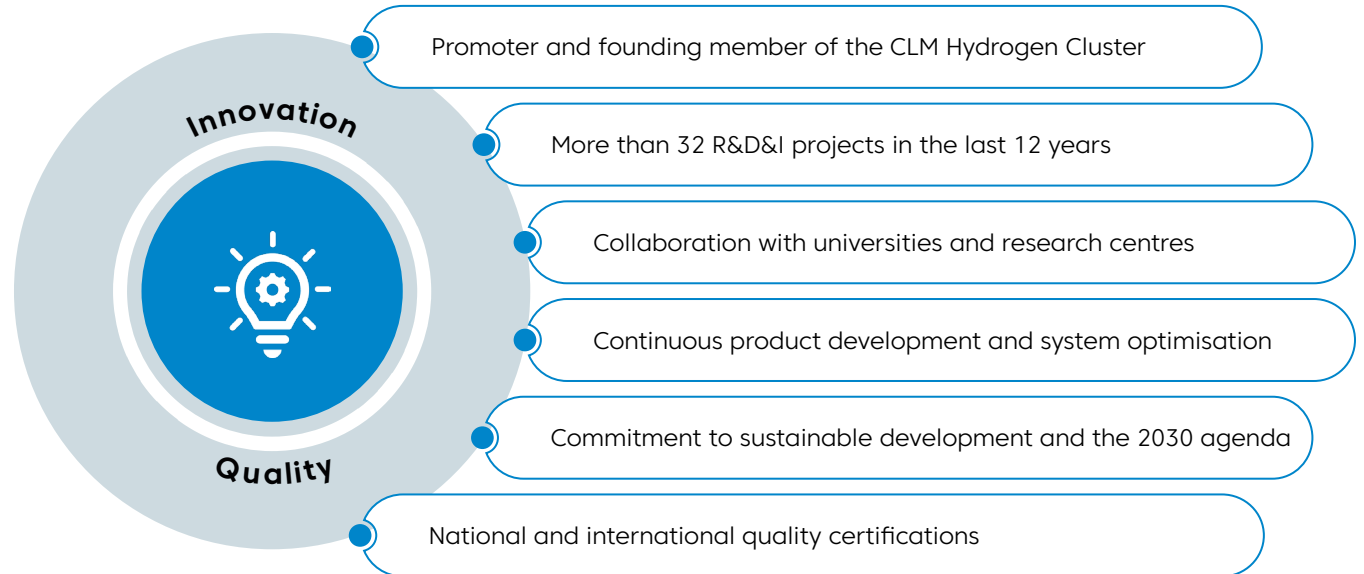 Promoter and founding member of the CLM Hydrogen Cluster
Innovation
More than 32 R&D&I projects in the last 12 years
Collaboration with universities and research centres
Continuous product development and system optimisation
Commitment to sustainable development and the 2030 agenda
Quality
National and international quality certifications